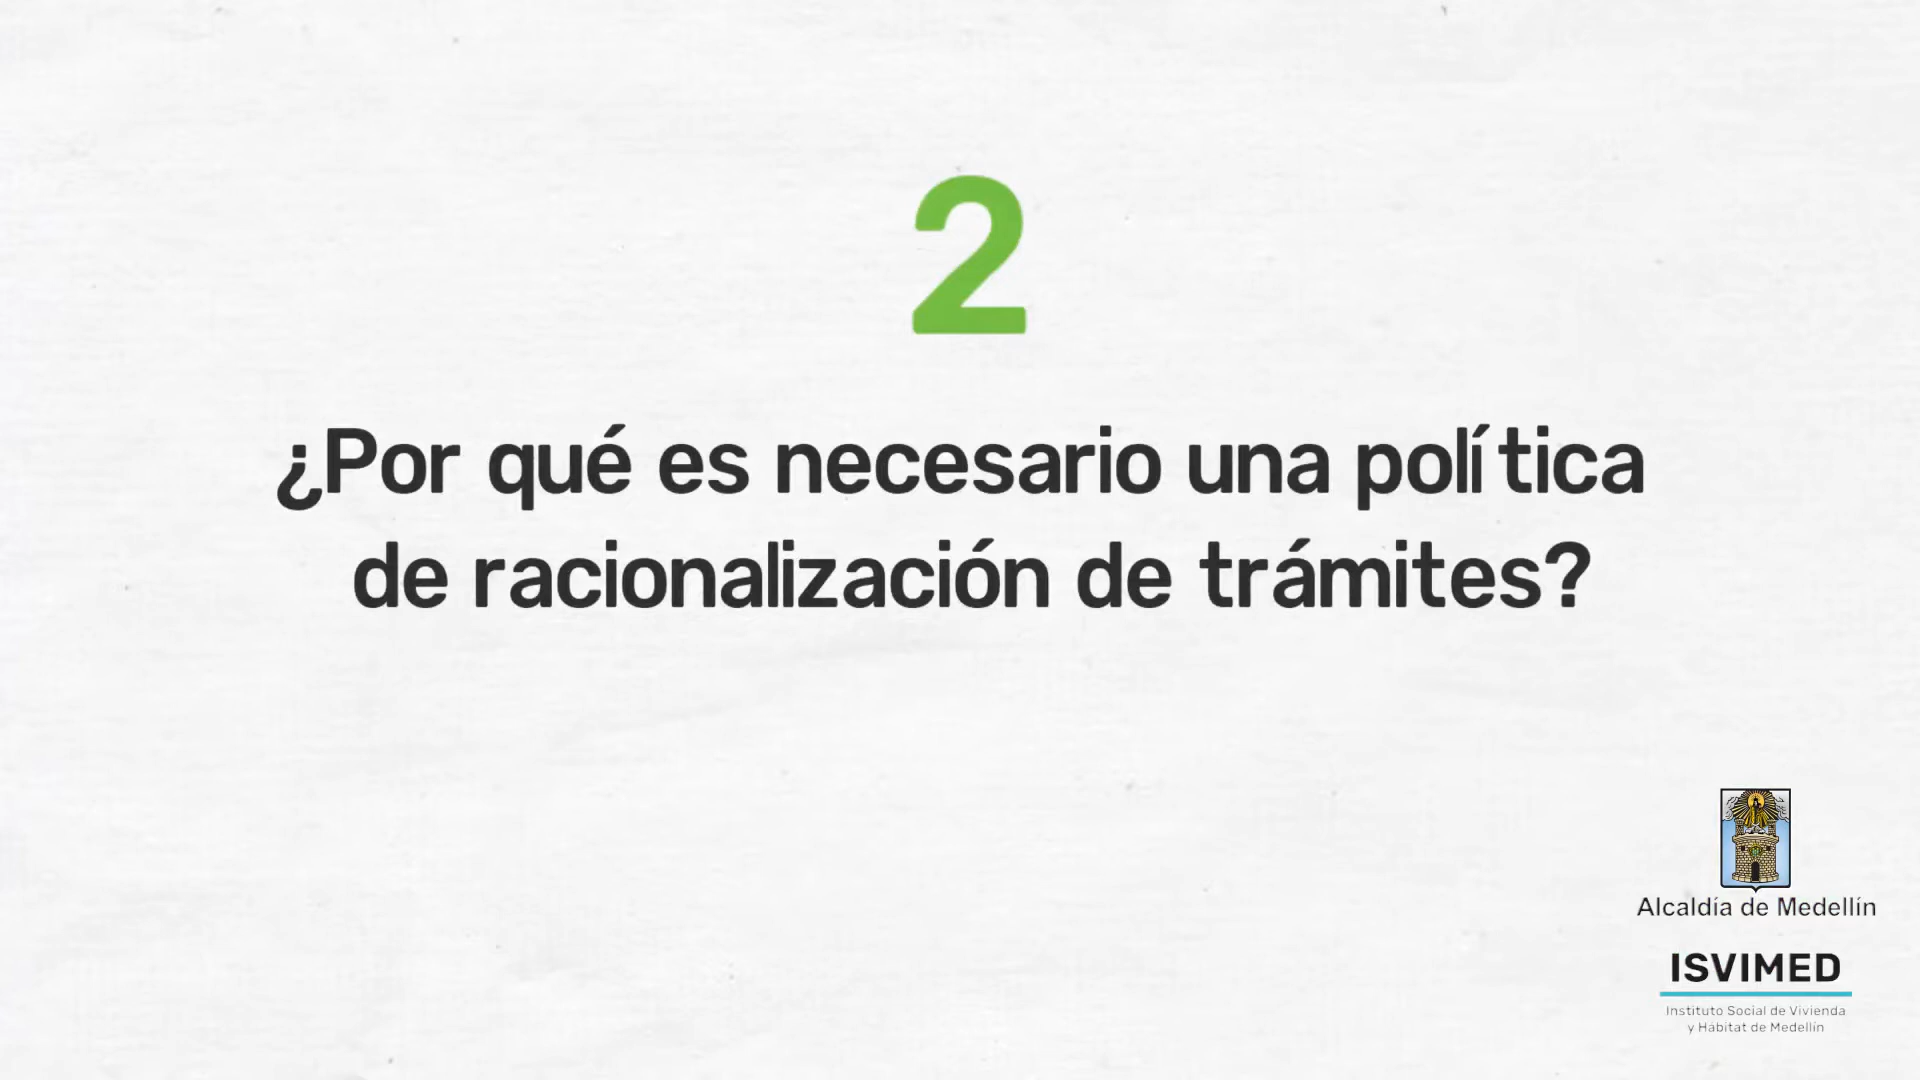 2
¿Por qué es necesario una política
de racionalización de trámites?
Alcaldía de Medellín
ISVIMED
Instituto Social de Vivienda
y Hábitat de Medellín